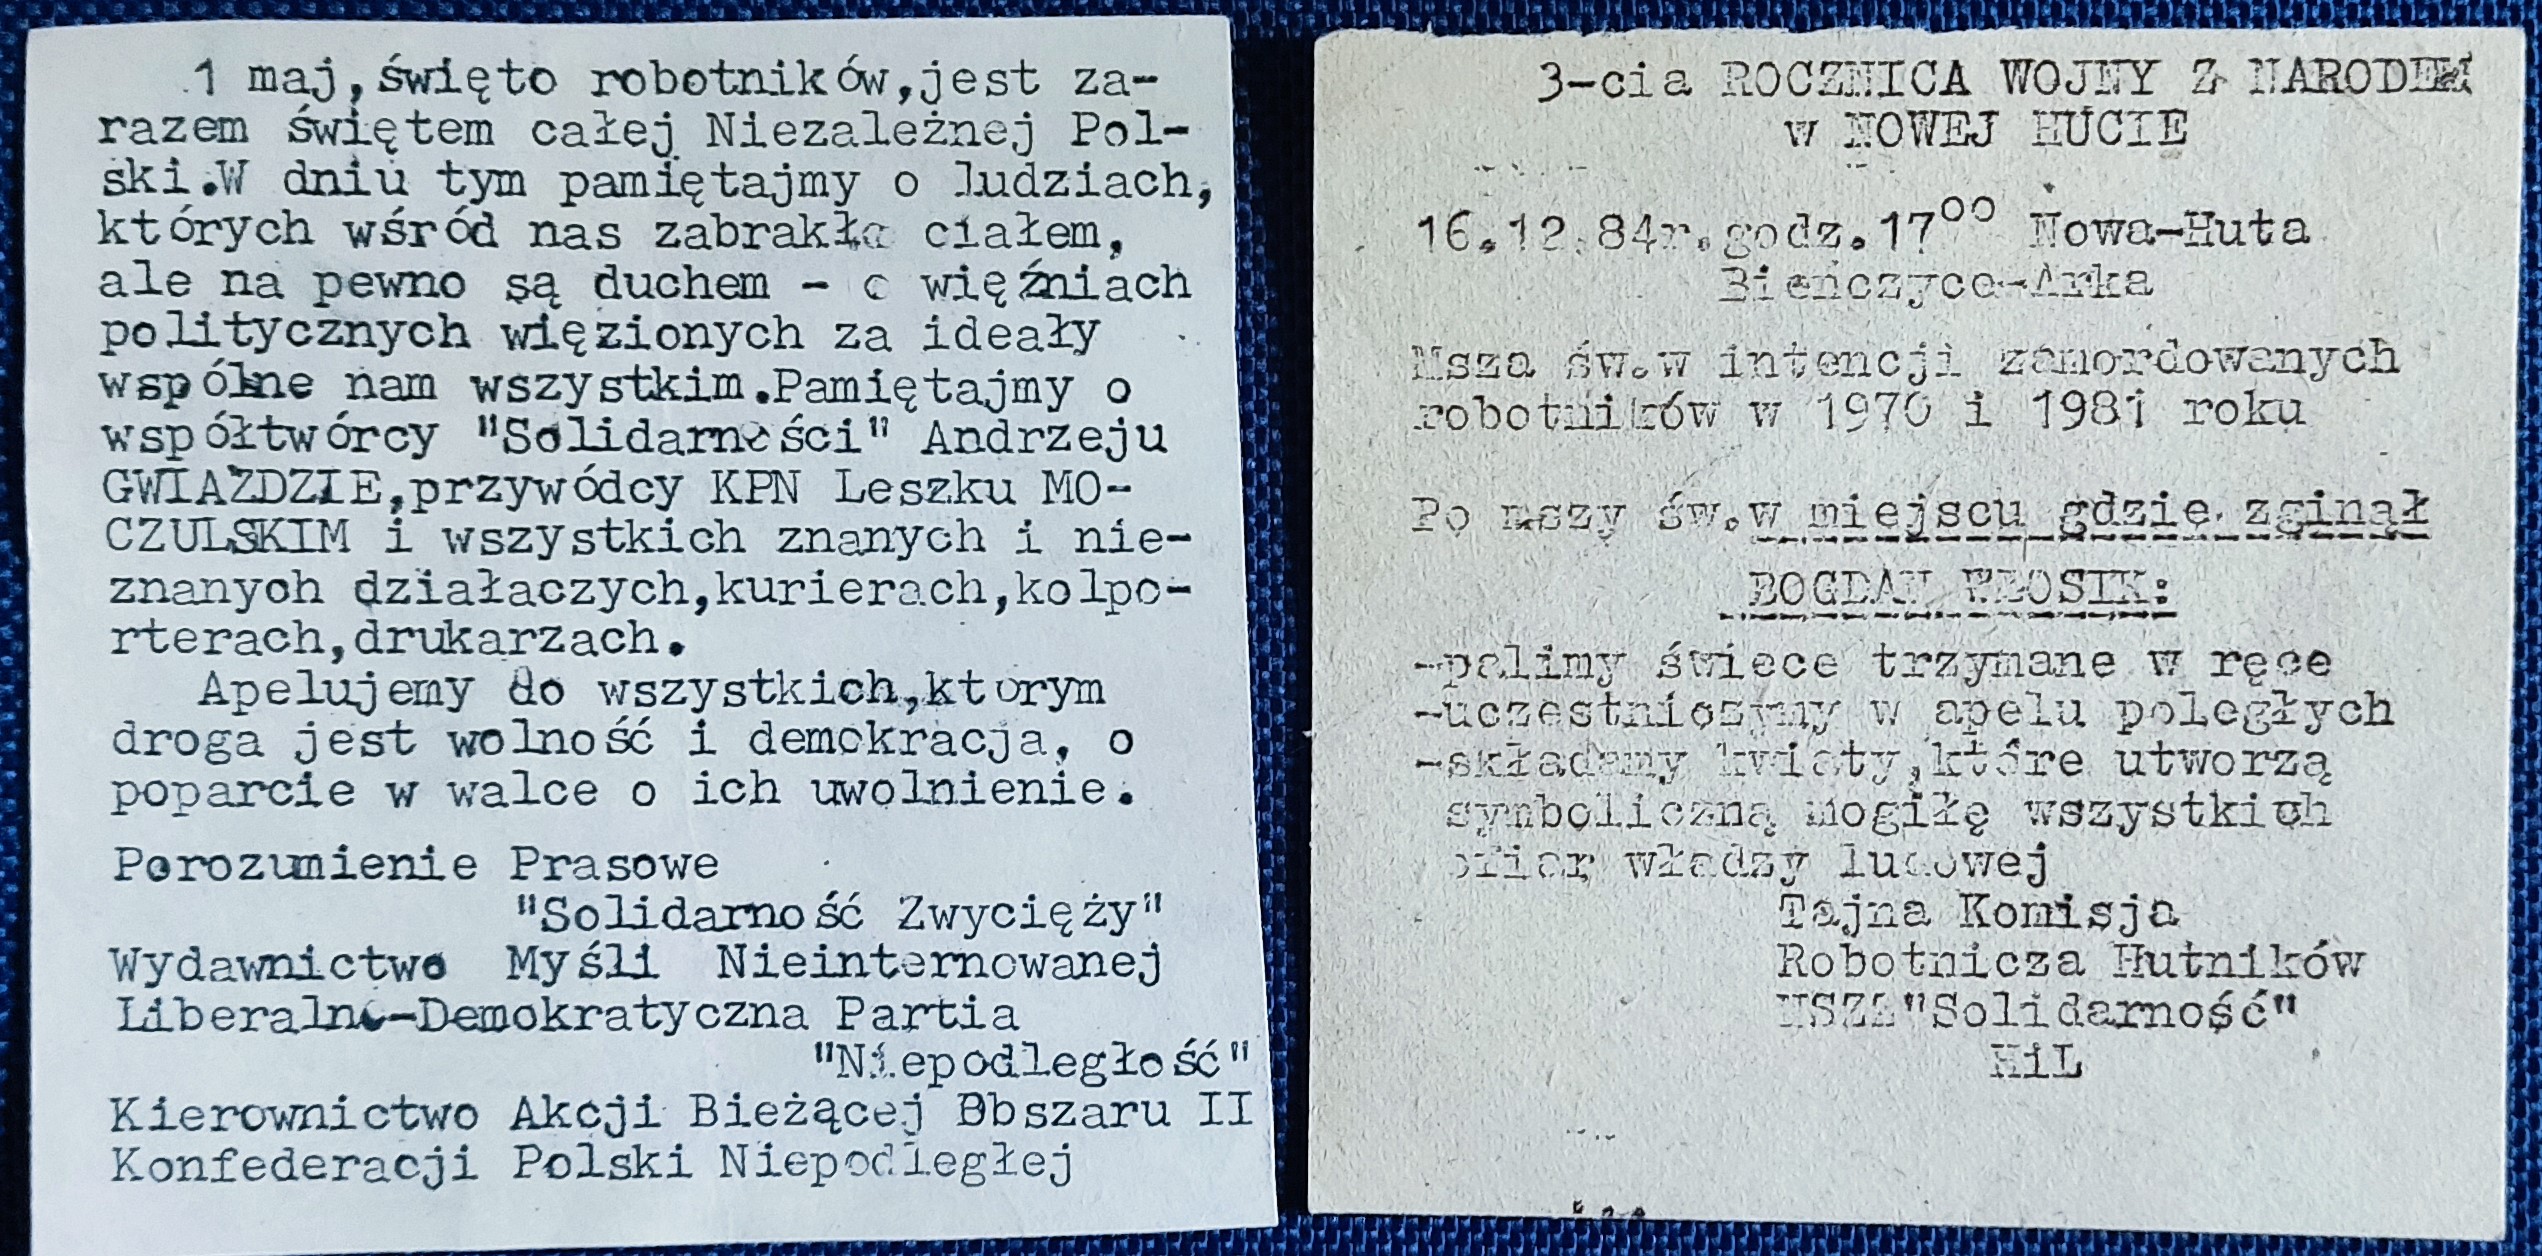 1 maj,święto robotników,jest za-
razem świętem całej Niezależnej Pol-
ski.W dniu tym pamiętajmy o ludziach,
których wśród nas zabrakło ciałem,
ale na pewno są duchem - o więźniach
politycznych więzionych za ideały
wspólne nam wszystkim.Pamiętajmy o
współtwórcy "Solidarności" Andrzeju
GWIAŹDZIE,przywódcy KPN Leszku MO-
CZULSKIM i wszystkich znanych i nie-
znanych działaczych,kurierach,kolpo-
rterach,drukarzach.
Apelujemy do wszystkich,którym
droga jest wolność i demokracja, o
poparcie w walce o ich uwolnienie.
Porozumienie Prasowe
"Solidarność Zwycięży"
Wydawnictwo Myśli Nieinternowanej
Liberalno-Demokratyczna Partia
"Niepodległość"
Kierownictwo Akcji Bieżącej Obszaru II
Konfederacji Polski Niepodległej
3-cia ROCZNICA WOJNY Z NARODEM
w NOWEJ HUCIE
16.12.84r.godz.17⁰⁰ Nowa-Huta
Bieńczyce-Arka
Msza św.w intencji zamordowanych
robotników w 1970 i 1981 roku
Po mszy św.w miejscu gdzie zginął
BOGDAN WŁOSIK:
-palimy świece trzymane w ręce
-uczestniczymy w apelu poległych
-składamy kwiaty,które utworzą
symboliczną mogiłę wszystkich
ofiar władzy ludowej
Tajna Komisja
Robotnicza Hutników
NSZZ"Solidarność"
HiL